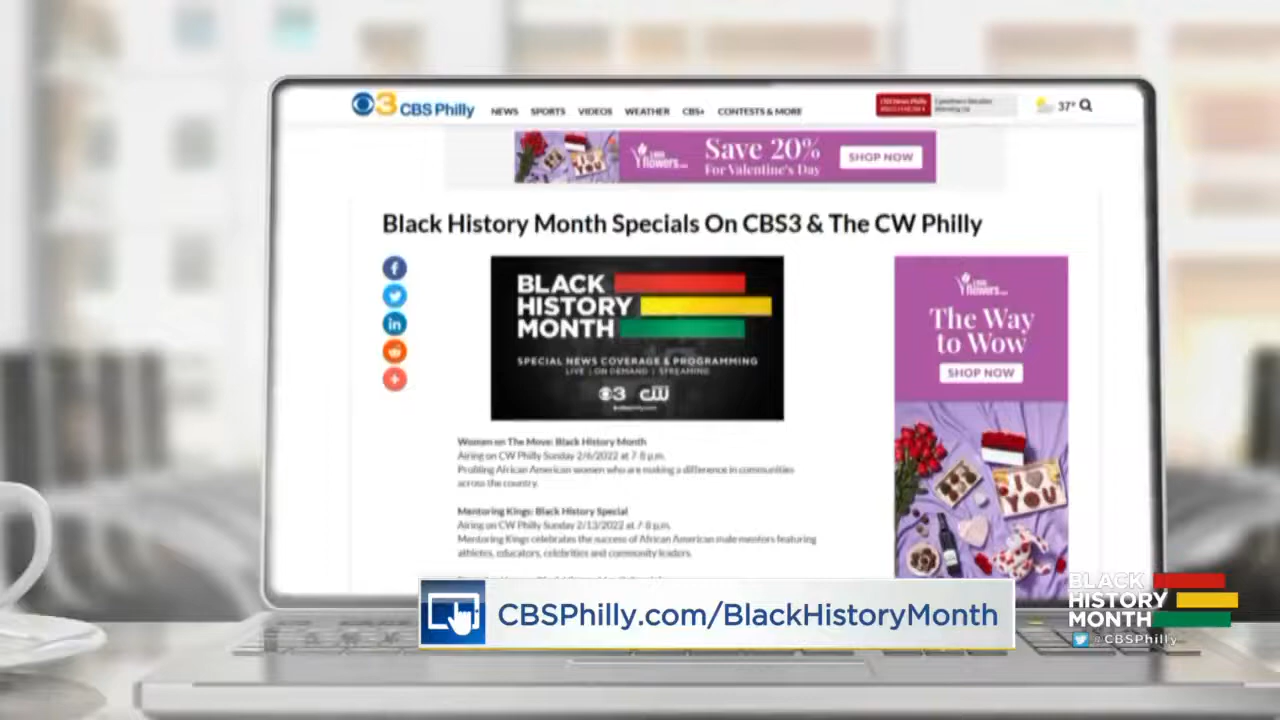 3 CBS Philly
NEWS SPORTS VIDEOS WEATHER CBS+ CONTESTS & MORE
37°
flowers
Save 20%
For Valentine's Day
SHOP NOW
Black History Month Specials On CBS3 & The CW Philly
BLACK
HISTORY
MONTH
SPECIAL NEWS COVERAGE & PROGRAMMING
LIVE | ON DEMAND | STREAMING
3 CW
flowers
The Way
to Wow
SHOP NOW
I
YOU
Women on The Move: Black History Month
Airing on CW Philly Sunday 2/6/2022 at 7-8 p.m.
Profiling African American women who are making a difference in communities
across the country.
Mentoring Kings: Black History Special
Airing on CW Philly Sunday 2/13/2022 at 7-8 p.m.
Mentoring Kings celebrates the success of African American male mentors featuring
athletes, educators, celebrities and community leaders.
CBSPhilly.com/BlackHistoryMonth
BLACK
HISTORY
MONTH
#CBSPhilly